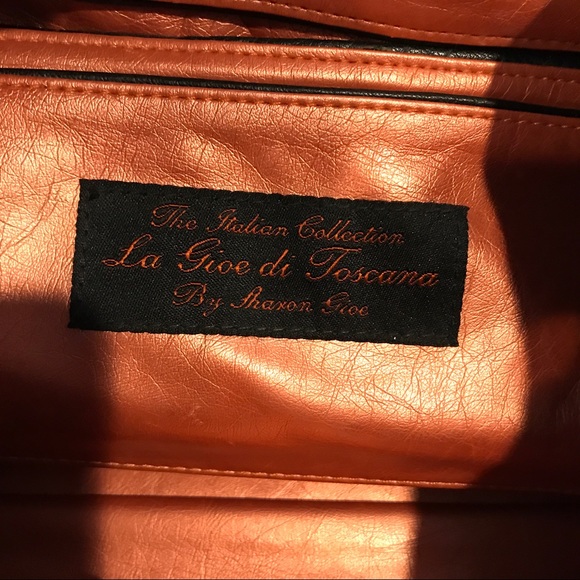 The Italian Collection
La Gioe di Toscana
By Sharon Gioe